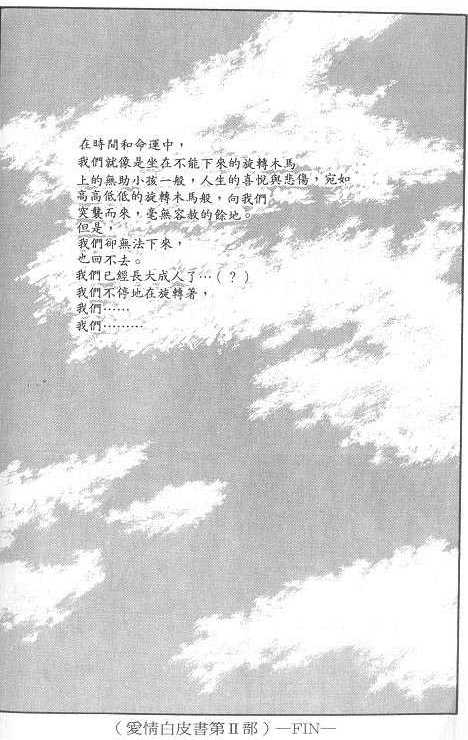 在時間和命運中，
我們就像是坐在不能下來的旋轉木馬
上的無助小孩一般，人生的喜悅與悲傷，宛如
高高低低的旋轉木馬般，向我們
突襲而來，毫無容赦的餘地。
但是，
我們卻無法下來，
也回不去。
我們已經長大成人了…（？）
我們不停地在旋轉著，
我們……
我們………
（愛情白皮書第Ⅱ部）—FIN—